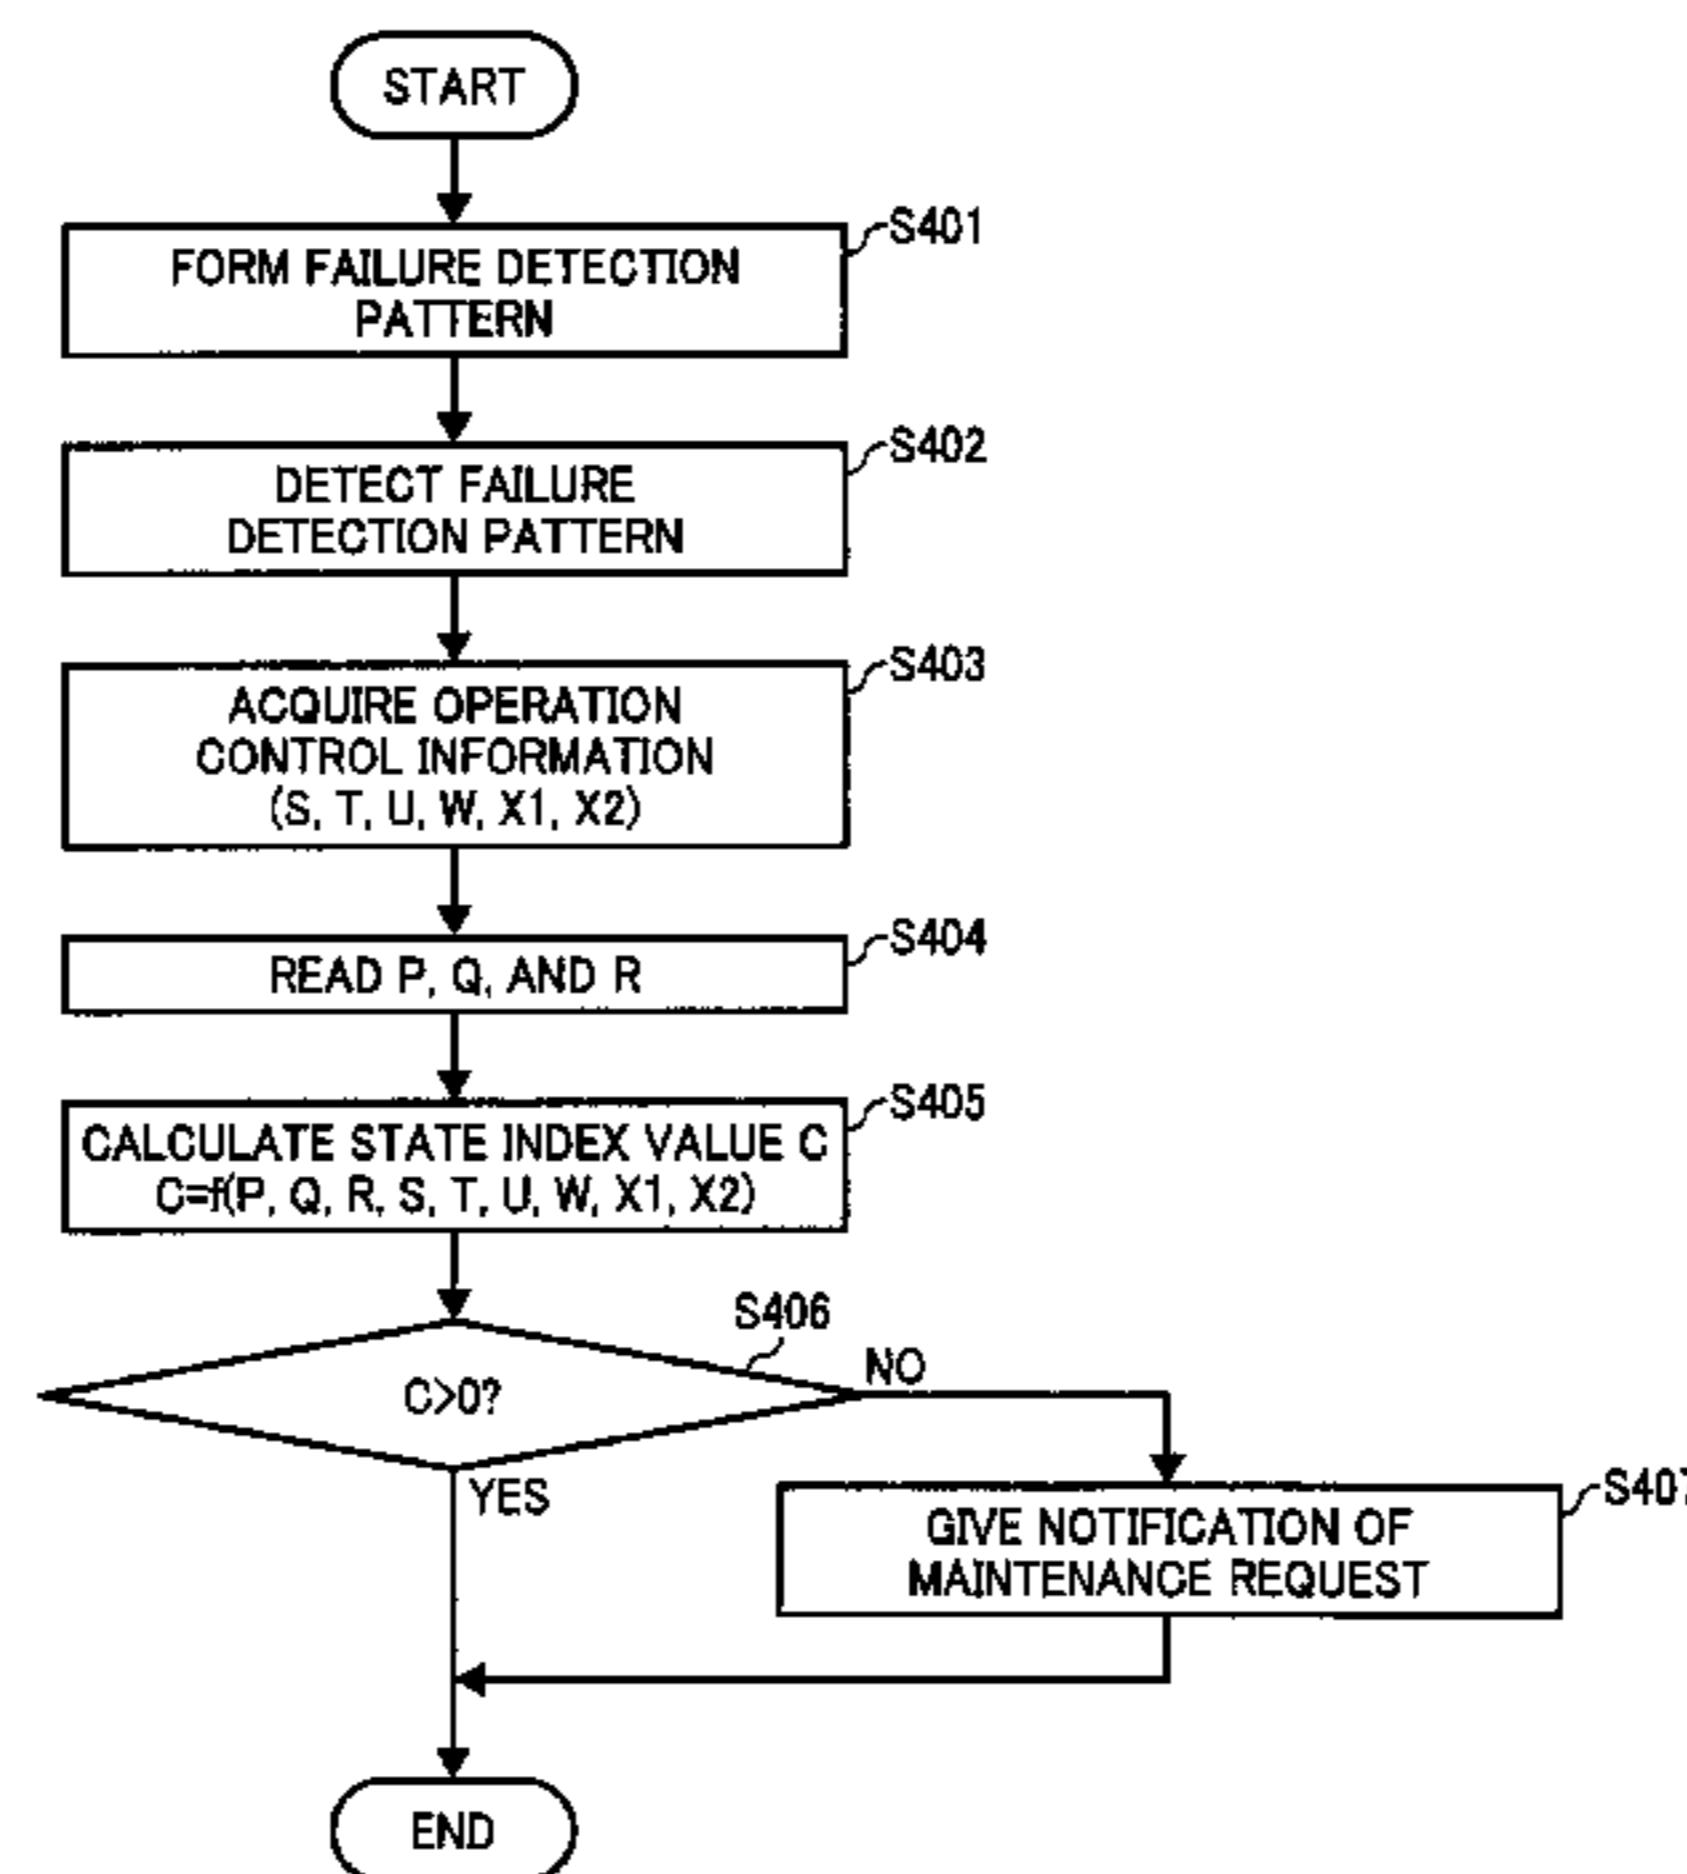 START
S401
FORM FAILURE DETECTION
PATTERN
S402
DETECT FAILURE
DETECTION PATTERN
S403
ACQUIRE OPERATION
CONTROL INFORMATION
(S, T, U, W, X1, X2)
S404
READ P, Q, AND R
S405
CALCULATE STATE INDEX VALUE C
C=f(P, Q, R, S, T, U, W, X1, X2)
S406
C>0?
NO
YES
S407
GIVE NOTIFICATION OF
MAINTENANCE REQUEST
END